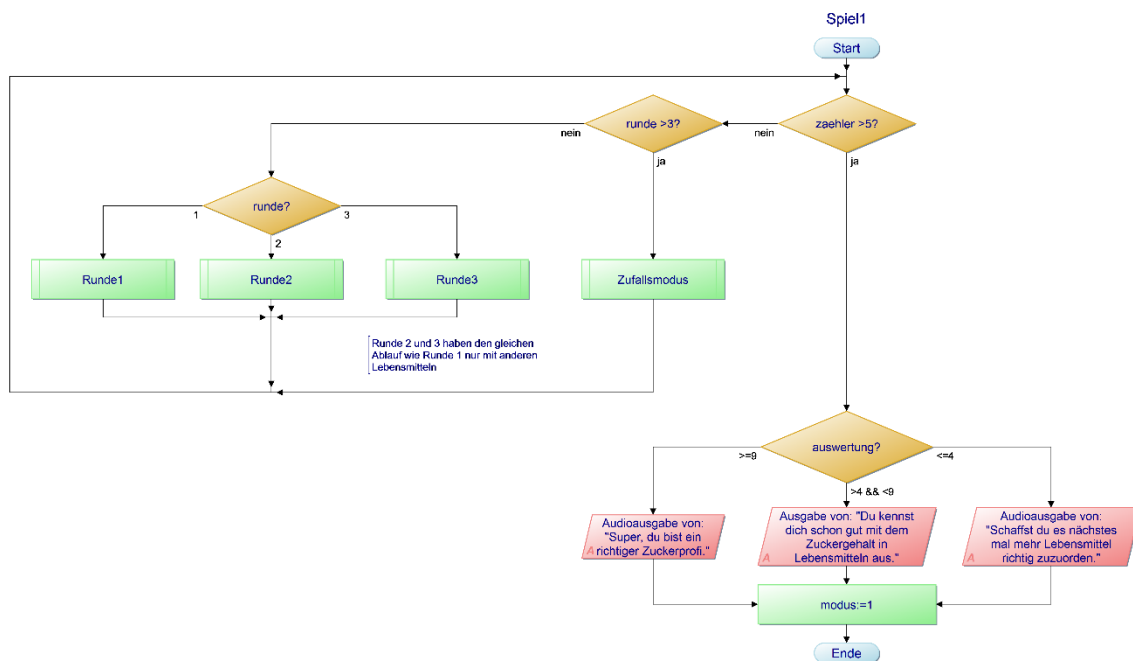 Spiel1
Start
runde >3?
zaehler >5?
nein
nein
ja
ja
runde?
1
3
2
Runde1
Runde2
Runde3
Zufallsmodus
Runde 2 und 3 haben den gleichen
Ablauf wie Runde 1 nur mit anderen
Lebensmitteln
auswertung?
>=9
<=4
>4 && <9
Audioausgabe von:
"Super, du bist ein
richtiger Zuckerprofi."
A
Ausgabe von: "Du kennst
dich schon gut mit dem
Zuckergehalt in
Lebensmitteln aus."
A
Audioausgabe von:
"Schaffst du es nächstes
mal mehr Lebensmittel
richtig zuzuorden."
A
modus:=1
Ende